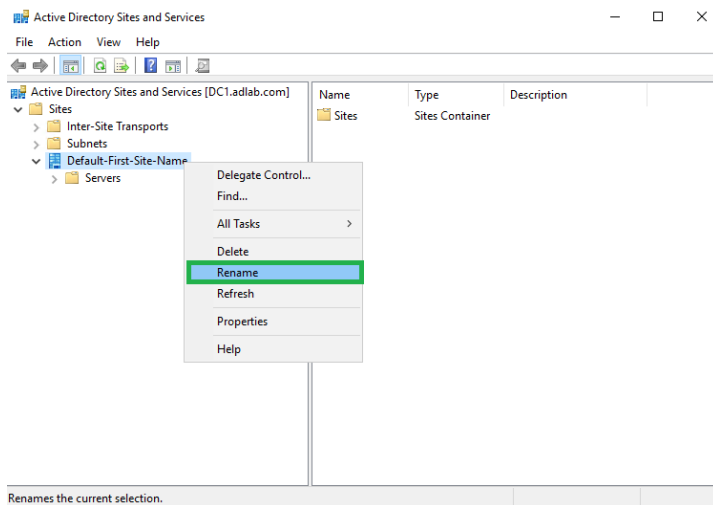 Active Directory Sites and Services
File Action View Help
Active Directory Sites and Services [DC1.adlab.com]
Sites
Inter-Site Transports
Subnets
Default-First-Site-Name
Servers
Name Type Description
Sites Sites Container
Delegate Control...
Find...
All Tasks
Delete
Rename
Refresh
Properties
Help
Renames the current selection.